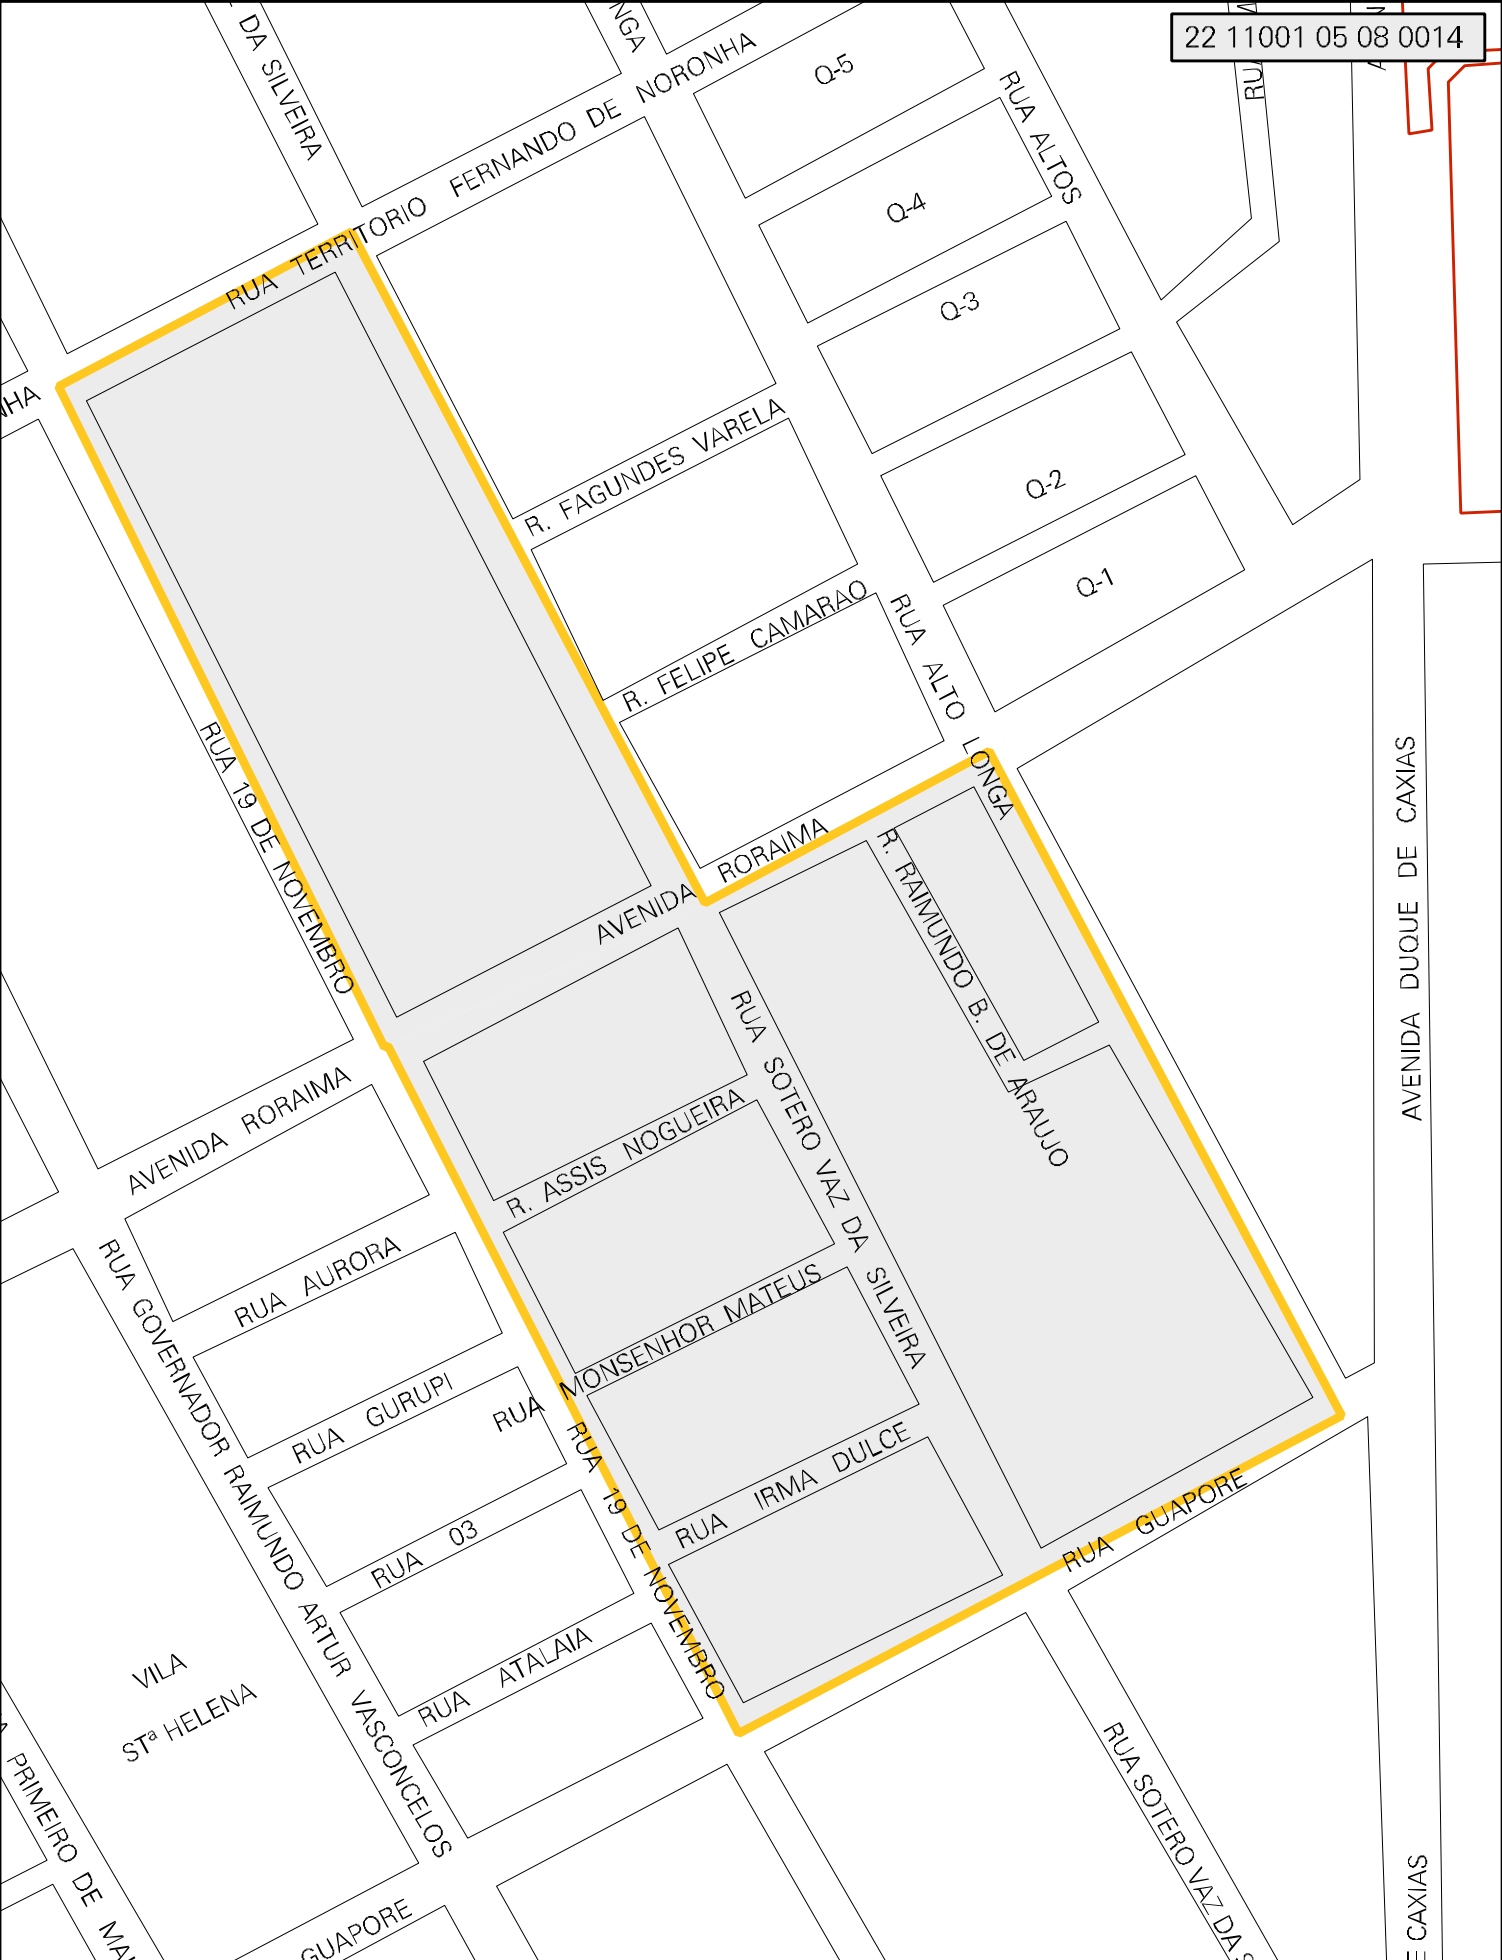 22 11001 05 08 0014
DA SILVEIRA
RUA TERRITORIO FERNANDO DE NORONHA
Q-5
RUA ALTOS
Q-4
Q-3
R. FAGUNDES VARELA
Q-2
R. FELIPE CAMARAO
Q-1
RUA ALTO LONGA
RUA 19 DE NOVEMBRO
AVENIDA RORAIMA
R. RAIMUNDO B. DE ARAUJO
AVENIDA DUQUE DE CAXIAS
RUA SOTERO VAZ DA SILVEIRA
AVENIDA RORAIMA
R. ASSIS NOGUEIRA
RUA AURORA
RUA MONSENHOR MATEUS
RUA GURUPI
RUA GOVERNADOR RAIMUNDO ARTUR VASCONCELOS
RUA IRMA DULCE
RUA 03
RUA 19 DE NOVEMBRO
RUA GUAPORE
RUA ATALAIA
VILA
STª HELENA
RUA SOTERO VAZ DA S
PRIMEIRO DE MA
GUAPORE
E CAXIAS